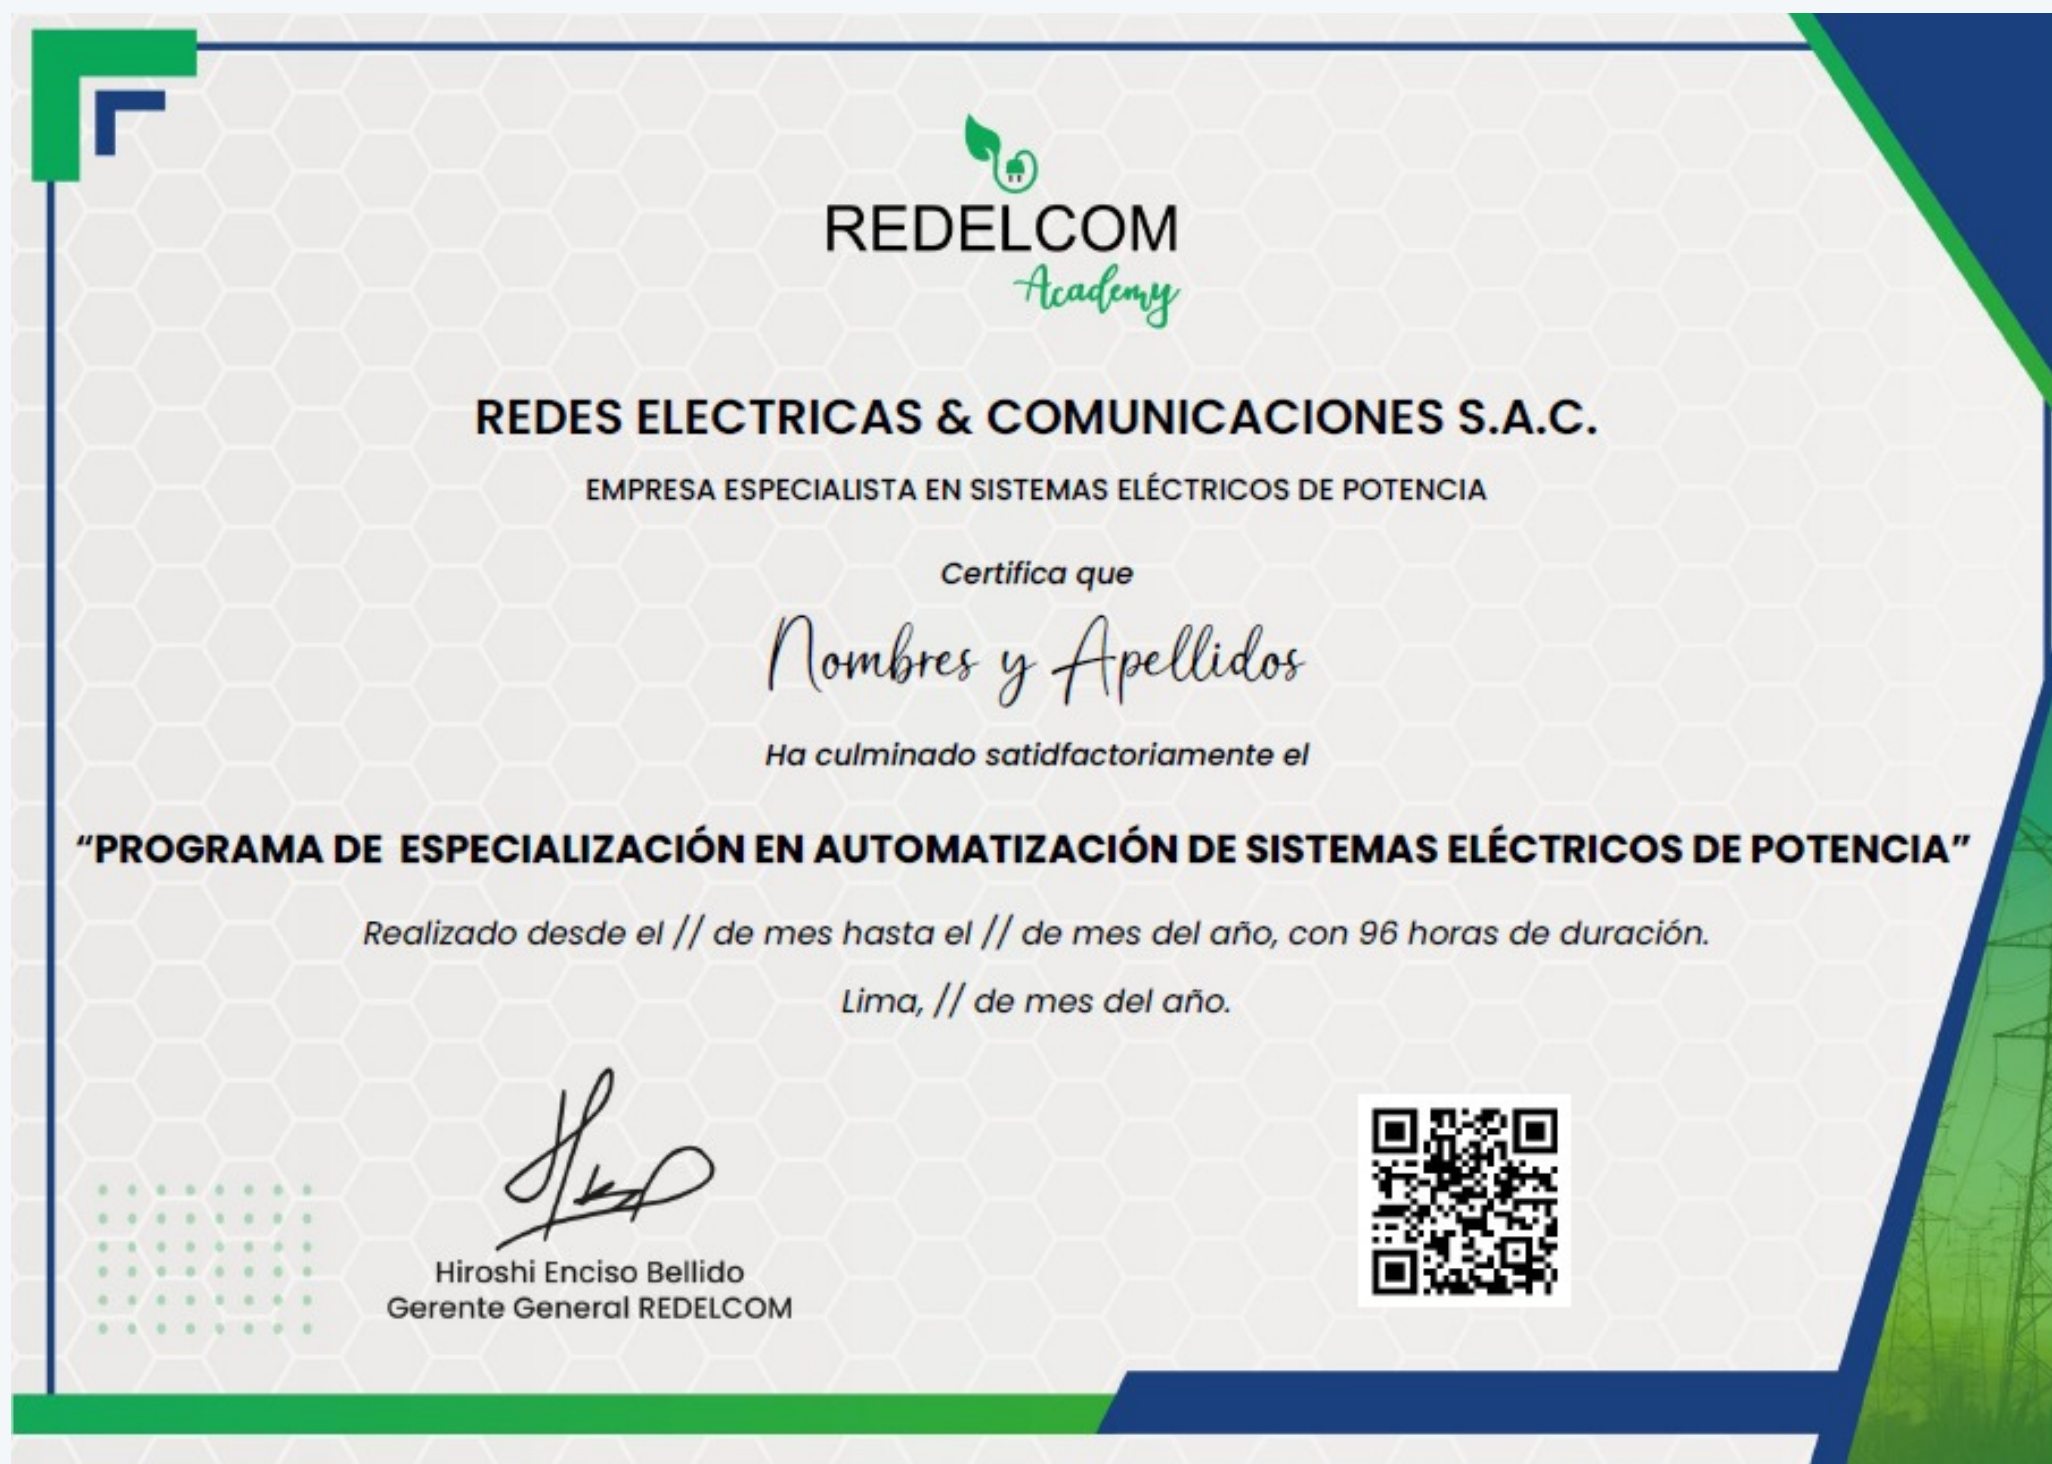 REDELCOM
Academy
REDES ELECTRICAS & COMUNICACIONES S.A.C.
EMPRESA ESPECIALISTA EN SISTEMAS ELÉCTRICOS DE POTENCIA
Certifica que
Nombres y Apellidos
Ha culminado satidfactoriamente el
“PROGRAMA DE ESPECIALIZACIÓN EN AUTOMATIZACIÓN DE SISTEMAS ELÉCTRICOS DE POTENCIA”
Realizado desde el // de mes hasta el // de mes del año, con 96 horas de duración.
Lima, // de mes del año.
Hiroshi Enciso Bellido
Gerente General REDELCOM